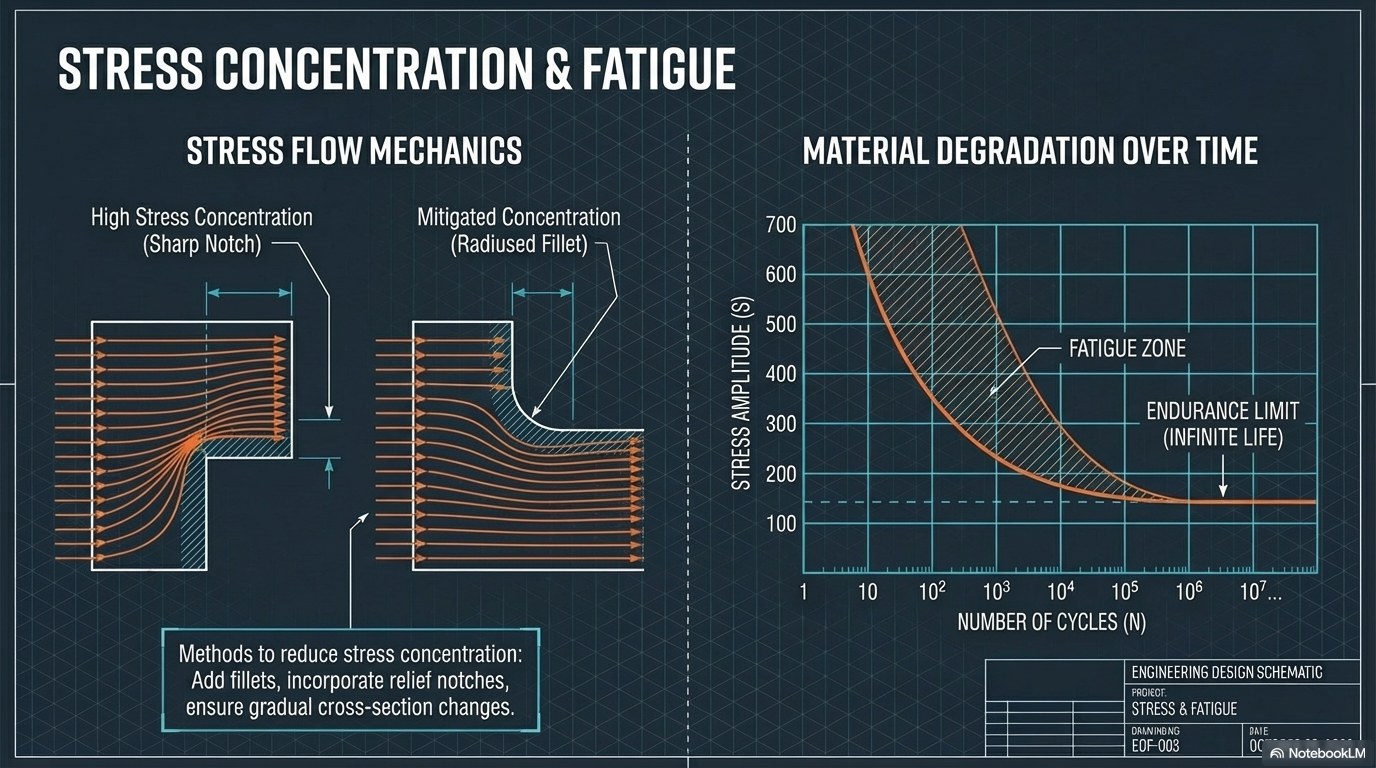 STRESS CONCENTRATION & FATIGUE
STRESS FLOW MECHANICS
High Stress Concentration
(Sharp Notch)
Mitigated Concentration
(Radiused Fillet)
Methods to reduce stress concentration:
Add fillets, incorporate relief notches,
ensure gradual cross-section changes.
MATERIAL DEGRADATION OVER TIME
STRESS AMPLITUDE (S)
700
600
500
400
300
200
100
FATIGUE ZONE
ENDURANCE LIMIT
(INFINITE LIFE)
1 10 10² 10³ 10⁴ 10⁵ 10⁶ 10⁷...
NUMBER OF CYCLES (N)
ENGINEERING DESIGN SCHEMATIC
PROJECT.
STRESS & FATIGUE
EOF-003
NotebookLM